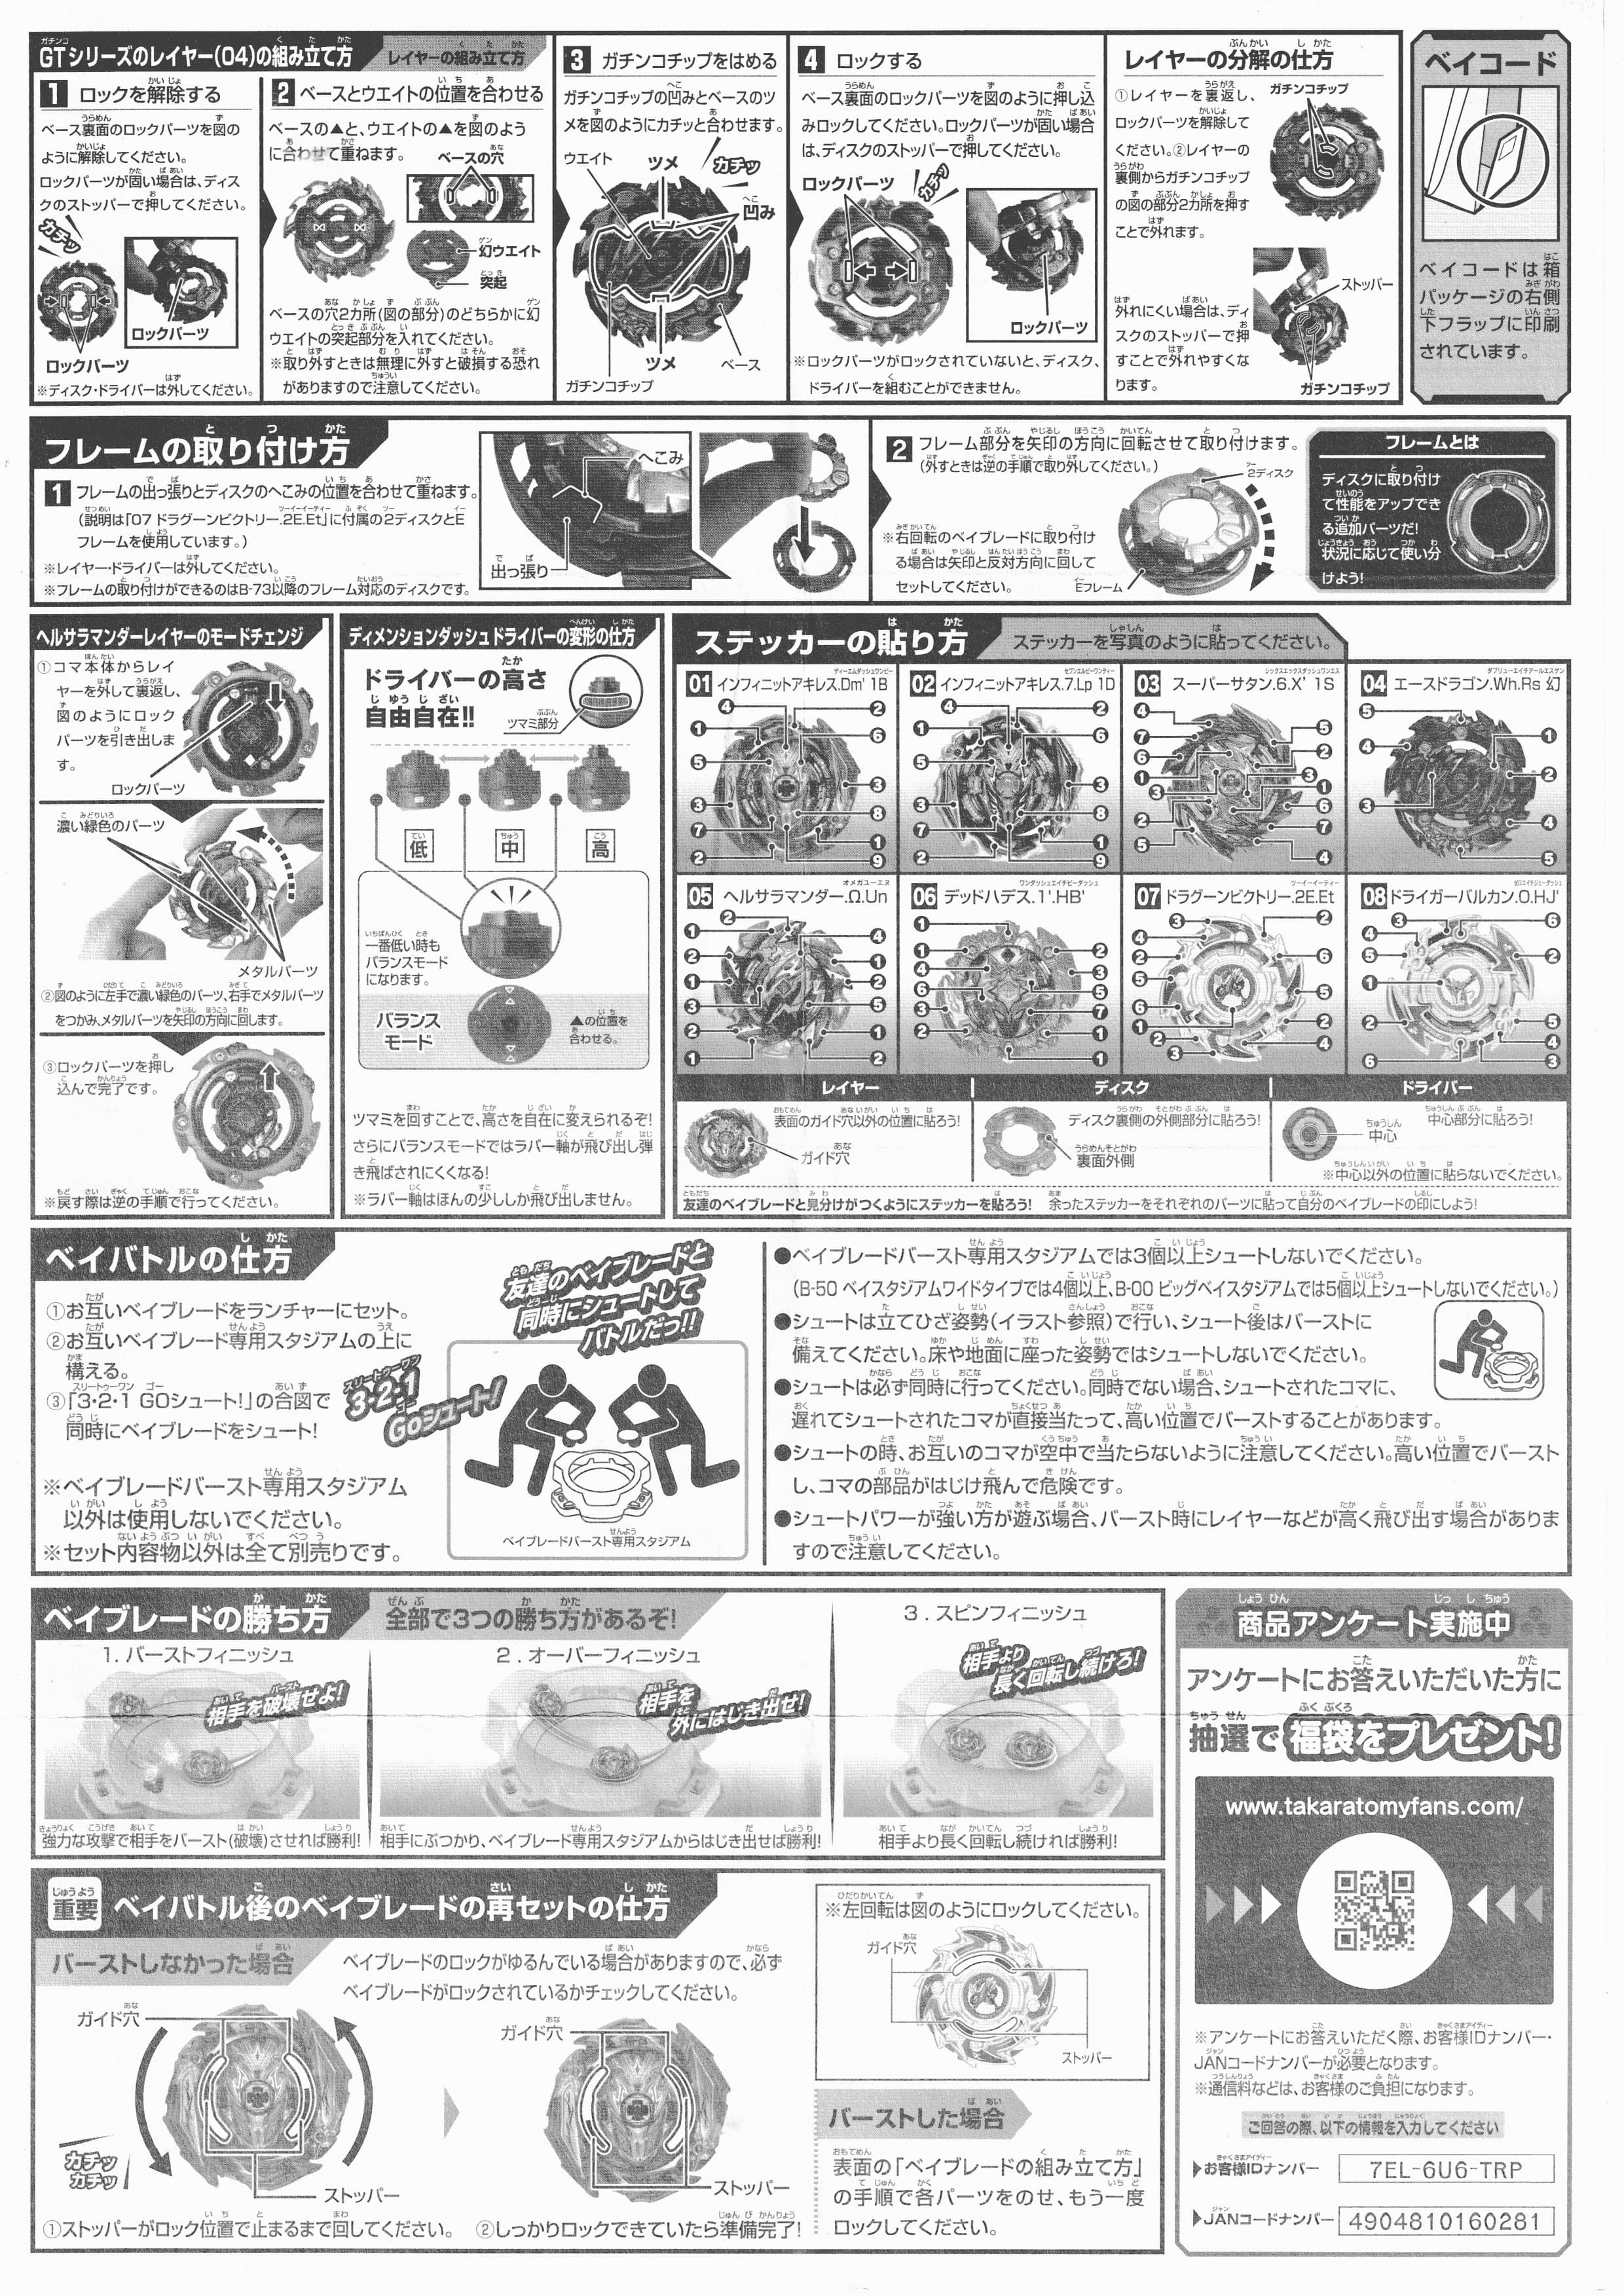 GTシリーズのレイヤー(04)の組み立て方
レイヤーの組み立て方
1 ロックを解除する
ベース裏面のロックパーツを図の
ように解除してください。
ロックパーツが固い場合は、ディス
クのストッパーで押してください。
カチッ
ロックパーツ
ロックパーツ
※ディスク・ドライバーは外してください。
2 ベースとウエイトの位置を合わせる
ベースの▲と、ウエイトの▲を図のよう
に合わせて重ねます。
ベースの穴
幻ウエイト
突起
ベースの穴2カ所(図の部分)のどちらかに幻
ウエイトの突起部分を入れてください。
※取り外すときは無理に外すと破損する恐れ
がありますので注意してください。
3 ガチンコチップをはめる
ガチンコチップの凹みとベースのツ
メを図のようにカチッと合わせます。
ウエイト
ツメ
カチッ
凹み
ツメ
ベース
ガチンコチップ
4 ロックする
ベース裏面のロックパーツを図のように押し込
みロックしてください。ロックパーツが固い場合
は、ディスクのストッパーで押してください。
ロックパーツ
カチッ
ロックパーツ
※ロックパーツがロックされていないと、ディスク、
ドライバーを組むことができません。
レイヤーの分解の仕方
①レイヤーを裏返し、
ロックパーツを解除して
ください。②レイヤーの
裏側からガチンコチップ
の図の部分2カ所を押す
ことで外れます。
ガチンコチップ
外れにくい場合は、ディ
スクのストッパーで押
すことで外れやすくな
ります。
ストッパー
ガチンコチップ
ベイコード
ベイコードは箱
パッケージの右側
下フラップに印刷
されています。
フレームの取り付け方
1 フレームの出っ張りとディスクのへこみの位置を合わせて重ねます。
(説明は「07 ドラグーンビクトリー.2E.Et」に付属の2ディスクとE
フレームを使用しています。)
※レイヤー・ドライバーは外してください。
※フレームの取り付けができるのはB-73以降のフレーム対応のディスクです。
へこみ
出っ張り
2 フレーム部分を矢印の方向に回転させて取り付けます。
(外すときは逆の手順で取り外してください。)
※右回転のベイブレードに取り付け
る場合は矢印と反対方向に回して
セットしてください。
2ディスク
Eフレーム
フレームとは
ディスクに取り付け
て性能をアップでき
る追加パーツだ!
状況に応じて使い分
けよう!
ヘルサラマンダーレイヤーのモードチェンジ
①コマ本体からレイ
ヤーを外して裏返し、
図のようにロック
パーツを引き出しま
す。
ロックパーツ
濃い緑色のパーツ
メタルパーツ
②図のように左手で濃い緑色のパーツ、右手でメタルパーツ
をつかみ、メタルパーツを矢印の方向に回します。
③ロックパーツを押し
込んで完了です。
※戻す際は逆の手順で行ってください。
ディメンションダッシュドライバーの変形の仕方
ドライバーの高さ
自由自在!!
ツマミ部分
低
中
高
一番低い時も
バランスモード
になります。
バランス
モード
▲の位置を
合わせる。
ツマミを回すことで、高さを自在に変えられるぞ!
さらにバランスモードではラバー軸が飛び出し弾
き飛ばされにくくなる!
※ラバー軸はほんの少ししか飛び出しません。
ステッカーの貼り方
ステッカーを写真のように貼ってください。
01 インフィニットアキレス.Dm' 1B
02 インフィニットアキレス.7.Lp 1D
03 スーパーサタン.6.X' 1S
04 エースドラゴン.Wh.Rs 幻
05 ヘルサラマンダー.Ω.Un
06 デッドハデス.1'.HB'
07 ドラグーンビクトリー.2E.Et
08 ドライガーバルカン.0.HJ'
レイヤー
表面のガイド穴以外の位置に貼ろう!
ガイド穴
ディスク
ディスク裏側の外側部分に貼ろう!
裏面外側
ドライバー
中心部分に貼ろう!
中心
※中心以外の位置に貼らないでください。
友達のベイブレードと見分けがつくようにステッカーを貼ろう! 余ったステッカーをそれぞれのパーツに貼って自分のベイブレードの印にしよう!
ベイバトルの仕方
①お互いベイブレードをランチャーにセット。
②お互いベイブレード専用スタジアムの上に
構える。
③「3・2・1 GOシュート!」の合図で
同時にベイブレードをシュート!
※ベイブレードバースト専用スタジアム
以外は使用しないでください。
※セット内容物以外は全て別売りです。
友達のベイブレードと
同時にシュートして
バトルだっ!!
3・2・1
GOシュート!
ベイブレードバースト専用スタジアム
●ベイブレードバースト専用スタジアムでは3個以上シュートしないでください。
(B-50 ベイスタジアムワイドタイプでは4個以上、B-00 ビッグベイスタジアムでは5個以上シュートしないでください。)
●シュートは立てひざ姿勢(イラスト参照)で行い、シュート後はバーストに
備えてください。床や地面に座った姿勢ではシュートしないでください。
●シュートは必ず同時に行ってください。同時でない場合、シュートされたコマに、
遅れてシュートされたコマが直接当たって、高い位置でバーストすることがあります。
●シュートの時、お互いのコマが空中で当たらないように注意してください。高い位置でバースト
し、コマの部品がはじけ飛んで危険です。
●シュートパワーが強い方が遊ぶ場合、バースト時にレイヤーなどが高く飛び出す場合がありま
すので注意してください。
ベイブレードの勝ち方
全部で3つの勝ち方があるぞ!
1. バーストフィニッシュ
相手を破壊せよ!
強力な攻撃で相手をバースト(破壊)させれば勝利!
2. オーバーフィニッシュ
相手を
外にはじき出せ!
相手にぶつかり、ベイブレード専用スタジアムからはじき出せば勝利!
3. スピンフィニッシュ
相手より
長く回転し続けろ!
相手より長く回転し続ければ勝利!
重要 ベイバトル後のベイブレードの再セットの仕方
バーストしなかった場合
ベイブレードのロックがゆるんでいる場合がありますので、必ず
ベイブレードがロックされているかチェックしてください。
ガイド穴
カチッ
カチッ
ストッパー
①ストッパーがロック位置で止まるまで回してください。
ガイド穴
ストッパー
②しっかりロックできていたら準備完了!
※左回転は図のようにロックしてください。
ガイド穴
ストッパー
バーストした場合
表面の「ベイブレードの組み立て方」
の手順で各パーツをのせ、もう一度
ロックしてください。
商品アンケート実施中
アンケートにお答えいただいた方に
抽選で福袋をプレゼント!
www.takaratomyfans.com/
※アンケートにお答えいただく際、お客様IDナンバー・
JANコードナンバーが必要となります。
※通信料などは、お客様のご負担になります。
ご回答の際、以下の情報を入力してください
▶お客様IDナンバー 7EL-6U6-TRP
▶JANコードナンバー 4904810160281